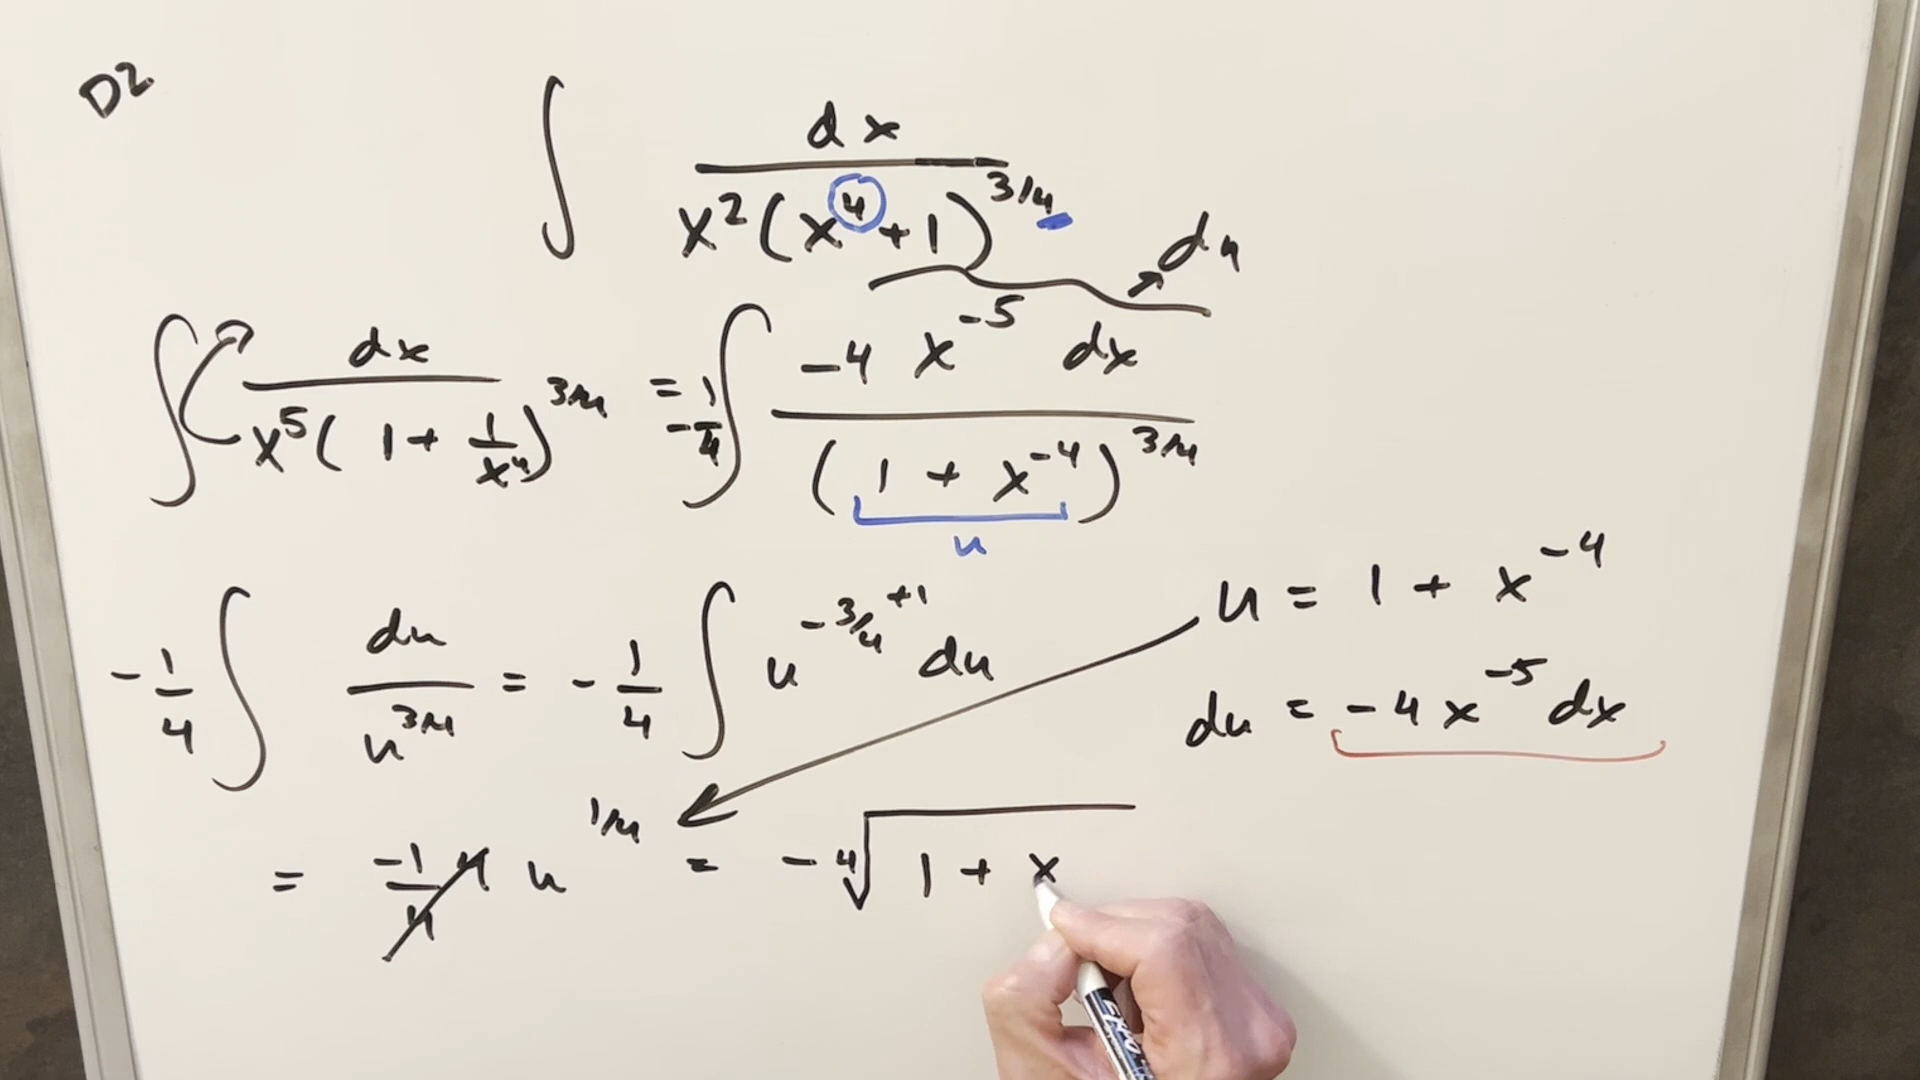 D2
∫ dx / x²(x⁴+1)^3/4
du
∫ dx / x⁵(1 + 1/x⁴)^3/4 = -1/4 ∫ -4 x⁻⁵ dx / (1 + x⁻⁴)^3/4
u
u = 1 + x⁻⁴
-1/4 ∫ du / u^3/4 = -1/4 ∫ u^-3/4 +1 du
du = -4x⁻⁵ dx
= -1/4 4 u^1/4 = -⁴√1 + x
EXPO